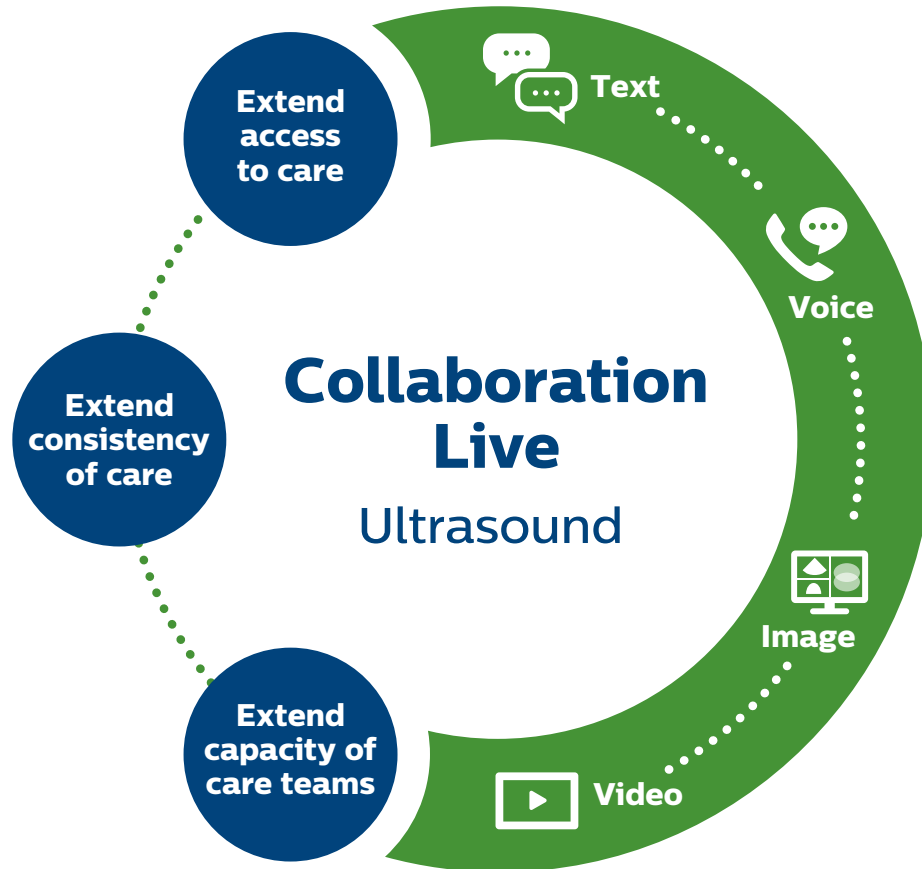 Extend
access
to care
Extend
consistency
of care
Extend
capacity of
care teams
Collaboration
Live
Ultrasound
Text
Voice
Image
Video